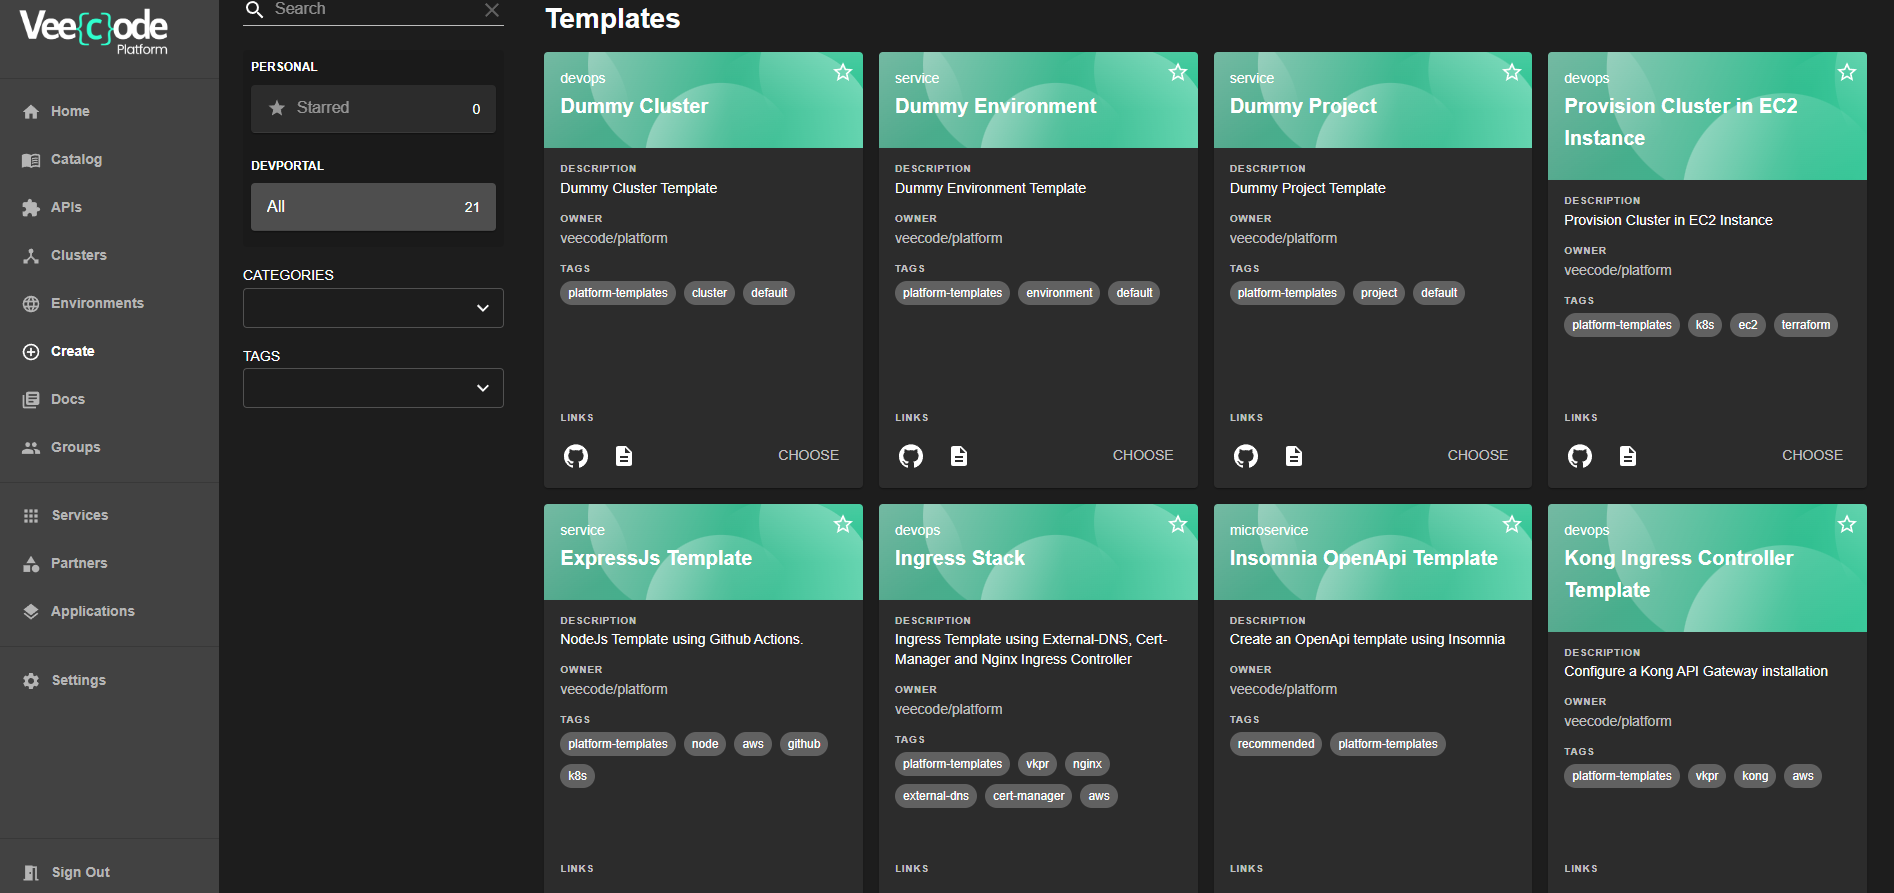 Vee{c}ode
Platform
Home
Catalog
APIs
Clusters
Environments
Create
Docs
Groups
Services
Partners
Applications
Settings
Sign Out
Search
PERSONAL
Starred 0
DEVPORTAL
All 21
CATEGORIES
TAGS
Templates
devops
Dummy Cluster
DESCRIPTION
Dummy Cluster Template
OWNER
veecode/platform
TAGS
platform-templates cluster default
LINKS
CHOOSE
service
Dummy Environment
DESCRIPTION
Dummy Environment Template
OWNER
veecode/platform
TAGS
platform-templates environment default
LINKS
CHOOSE
service
Dummy Project
DESCRIPTION
Dummy Project Template
OWNER
veecode/platform
TAGS
platform-templates project default
LINKS
CHOOSE
devops
Provision Cluster in EC2
Instance
DESCRIPTION
Provision Cluster in EC2 Instance
OWNER
veecode/platform
TAGS
platform-templates k8s ec2 terraform
LINKS
CHOOSE
service
ExpressJs Template
DESCRIPTION
NodeJs Template using Github Actions.
OWNER
veecode/platform
TAGS
platform-templates node aws github
k8s
LINKS
devops
Ingress Stack
DESCRIPTION
Ingress Template using External-DNS, Cert-
Manager and Nginx Ingress Controller
OWNER
veecode/platform
TAGS
platform-templates vkpr nginx
external-dns cert-manager aws
LINKS
microservice
Insomnia OpenApi Template
DESCRIPTION
Create an OpenApi template using Insomnia
OWNER
veecode/platform
TAGS
recommended platform-templates
LINKS
devops
Kong Ingress Controller
Template
DESCRIPTION
Configure a Kong API Gateway installation
OWNER
veecode/platform
TAGS
platform-templates vkpr kong aws
LINKS